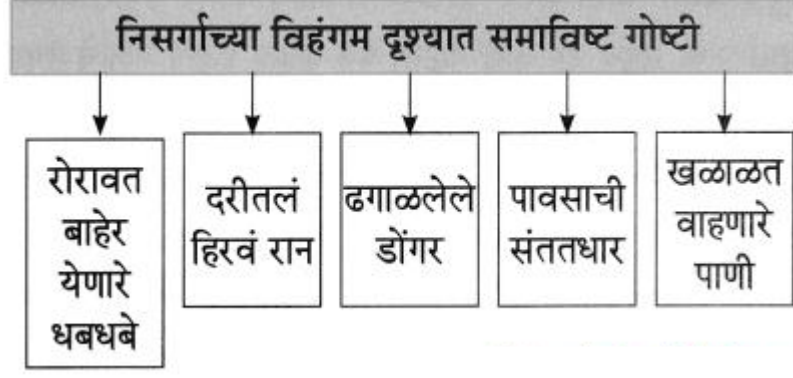 निसर्गाच्या विहंगम दृश्यात समाविष्ट गोष्टी
रोरावत
बाहेर
येणारे
धबधबे
दरीतलं
हिरवं रान
ढगाळलेले
डोंगर
पावसाची
संततधार
खळाळत
वाहणारे
पाणी